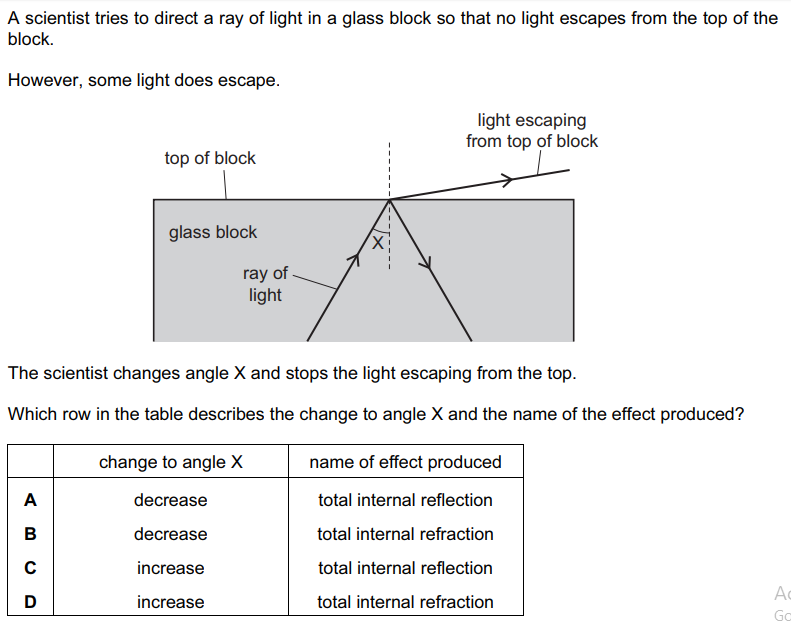 A scientist tries to direct a ray of light in a glass block so that no light escapes from the top of the
block.
However, some light does escape.
light escaping
from top of block
top of block
glass block
X
ray of
light
The scientist changes angle X and stops the light escaping from the top.
Which row in the table describes the change to angle X and the name of the effect produced?
change to angle X name of effect produced
A decrease total internal reflection
B decrease total internal refraction
C increase total internal reflection
D increase total internal refraction